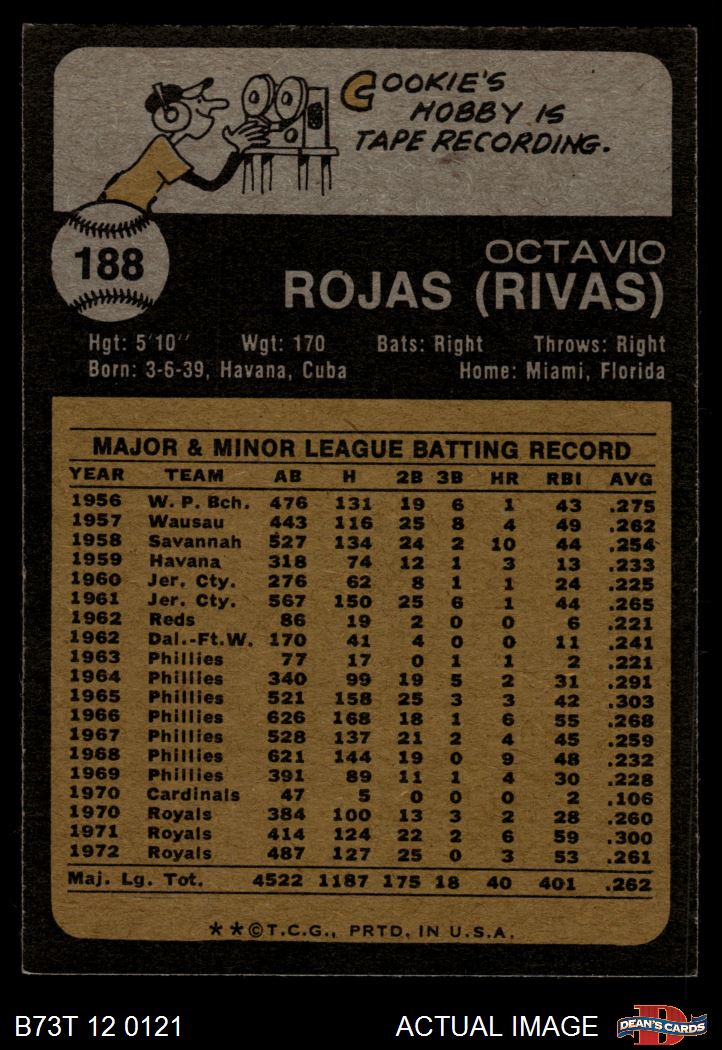 COOKIE'S
HOBBY IS
TAPE RECORDING.
188
OCTAVIO
ROJAS (RIVAS)
Hgt: 5'10'' Wgt: 170 Bats: Right Throws: Right
Born: 3-6-39, Havana, Cuba Home: Miami, Florida
MAJOR & MINOR LEAGUE BATTING RECORD
YEAR TEAM AB H 2B 3B HR RBI AVG
1956 W. P. Bch. 476 131 19 6 1 43 .275
1957 Wausau 443 116 25 8 4 49 .262
1958 Savannah 527 134 24 2 10 44 .254
1959 Havana 318 74 12 1 3 13 .233
1960 Jer. Cty. 276 62 8 1 1 24 .225
1961 Jer. Cty. 567 150 25 6 1 44 .265
1962 Reds 86 19 2 0 0 6 .221
1962 Dal.-Ft.W. 170 41 4 0 0 11 .241
1963 Phillies 77 17 0 1 1 2 .221
1964 Phillies 340 99 19 5 2 31 .291
1965 Phillies 521 158 25 3 3 42 .303
1966 Phillies 626 168 18 1 6 55 .268
1967 Phillies 528 137 21 2 4 45 .259
1968 Phillies 621 144 19 0 9 48 .232
1969 Phillies 391 89 11 1 4 30 .228
1970 Cardinals 47 5 0 0 0 2 .106
1970 Royals 384 100 13 3 2 28 .260
1971 Royals 414 124 22 2 6 59 .300
1972 Royals 487 127 25 0 3 53 .261
Maj. Lg. Tot. 4522 1187 175 18 40 401 .262
**©T.C.G., PRTD. IN U.S.A.
B73T 12 0121 ACTUAL IMAGE D DEAN'S CARDS